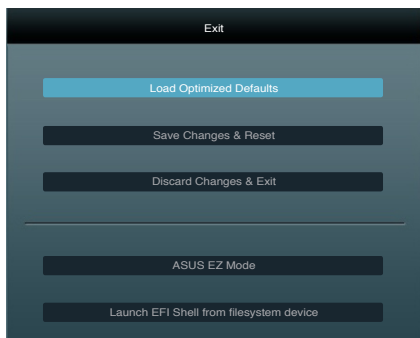 Exit
Load Optimized Defaults
Save Changes & Reset
Discard Changes & Exit
ASUS EZ Mode
Launch EFI Shell from filesystem device